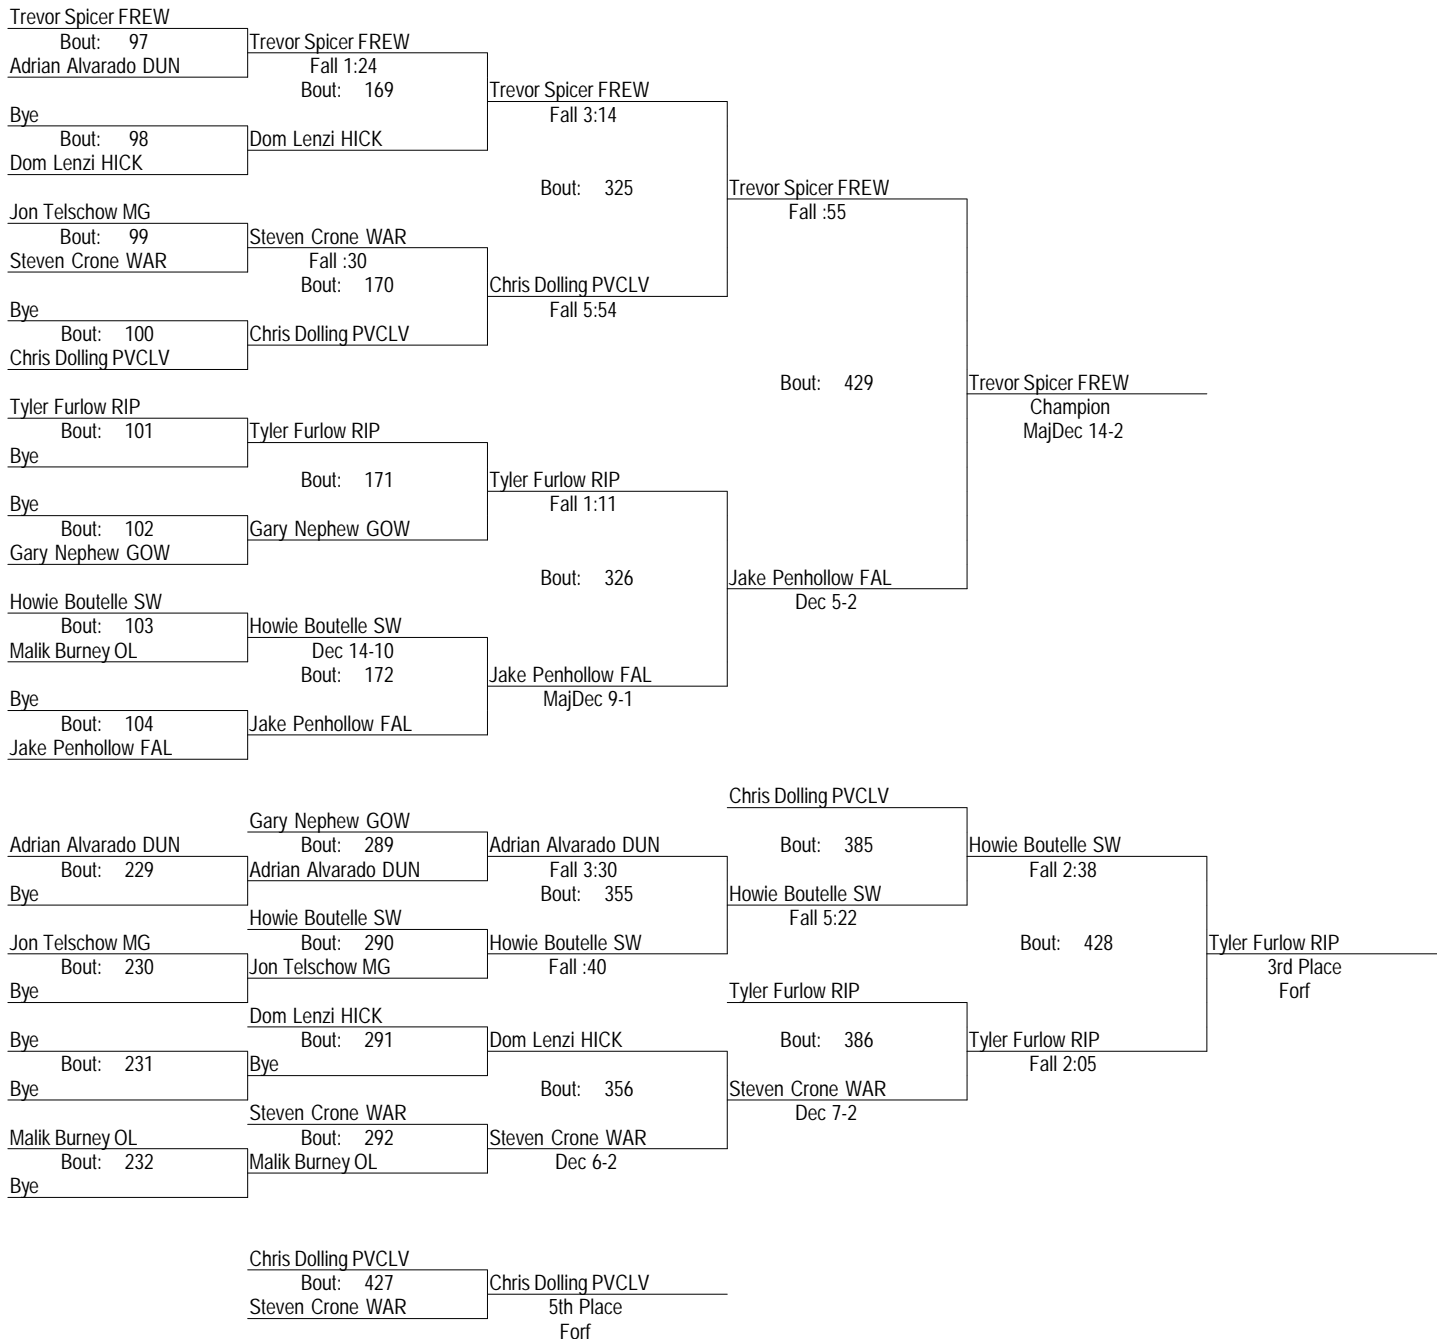 Trevor Spicer FREW
Bout: 97
Adrian Alvarado DUN
Bye
Bout: 98
Dom Lenzi HICK
Jon Telschow MG
Bout: 99
Steven Crone WAR
Bye
Bout: 100
Chris Dolling PVCLV
Tyler Furlow RIP
Bout: 101
Bye
Bye
Bout: 102
Gary Nephew GOW
Howie Boutelle SW
Bout: 103
Malik Burney OL
Bye
Bout: 104
Jake Penhollow FAL
Trevor Spicer FREW
Fall 1:24
Bout: 169
Dom Lenzi HICK
Steven Crone WAR
Fall :30
Bout: 170
Chris Dolling PVCLV
Tyler Furlow RIP
Bout: 171
Gary Nephew GOW
Howie Boutelle SW
Dec 14-10
Bout: 172
Jake Penhollow FAL
Trevor Spicer FREW
Fall 3:14
Bout: 325
Chris Dolling PVCLV
Fall 5:54
Tyler Furlow RIP
Fall 1:11
Bout: 326
Jake Penhollow FAL
MajDec 9-1
Trevor Spicer FREW
Fall :55
Bout: 429
Jake Penhollow FAL
Dec 5-2
Trevor Spicer FREW
Champion
MajDec 14-2
Adrian Alvarado DUN
Bout: 229
Bye
Jon Telschow MG
Bout: 230
Bye
Bye
Bout: 231
Bye
Malik Burney OL
Bout: 232
Bye
Gary Nephew GOW
Bout: 289
Adrian Alvarado DUN
Howie Boutelle SW
Bout: 290
Jon Telschow MG
Dom Lenzi HICK
Bout: 291
Bye
Steven Crone WAR
Bout: 292
Malik Burney OL
Adrian Alvarado DUN
Fall 3:30
Bout: 355
Howie Boutelle SW
Fall :40
Dom Lenzi HICK
Bout: 356
Steven Crone WAR
Dec 6-2
Chris Dolling PVCLV
Bout: 385
Howie Boutelle SW
Fall 5:22
Tyler Furlow RIP
Bout: 386
Steven Crone WAR
Dec 7-2
Howie Boutelle SW
Fall 2:38
Bout: 428
Tyler Furlow RIP
Fall 2:05
Tyler Furlow RIP
3rd Place
Forf
Chris Dolling PVCLV
Bout: 427
Steven Crone WAR
Chris Dolling PVCLV
5th Place
Forf